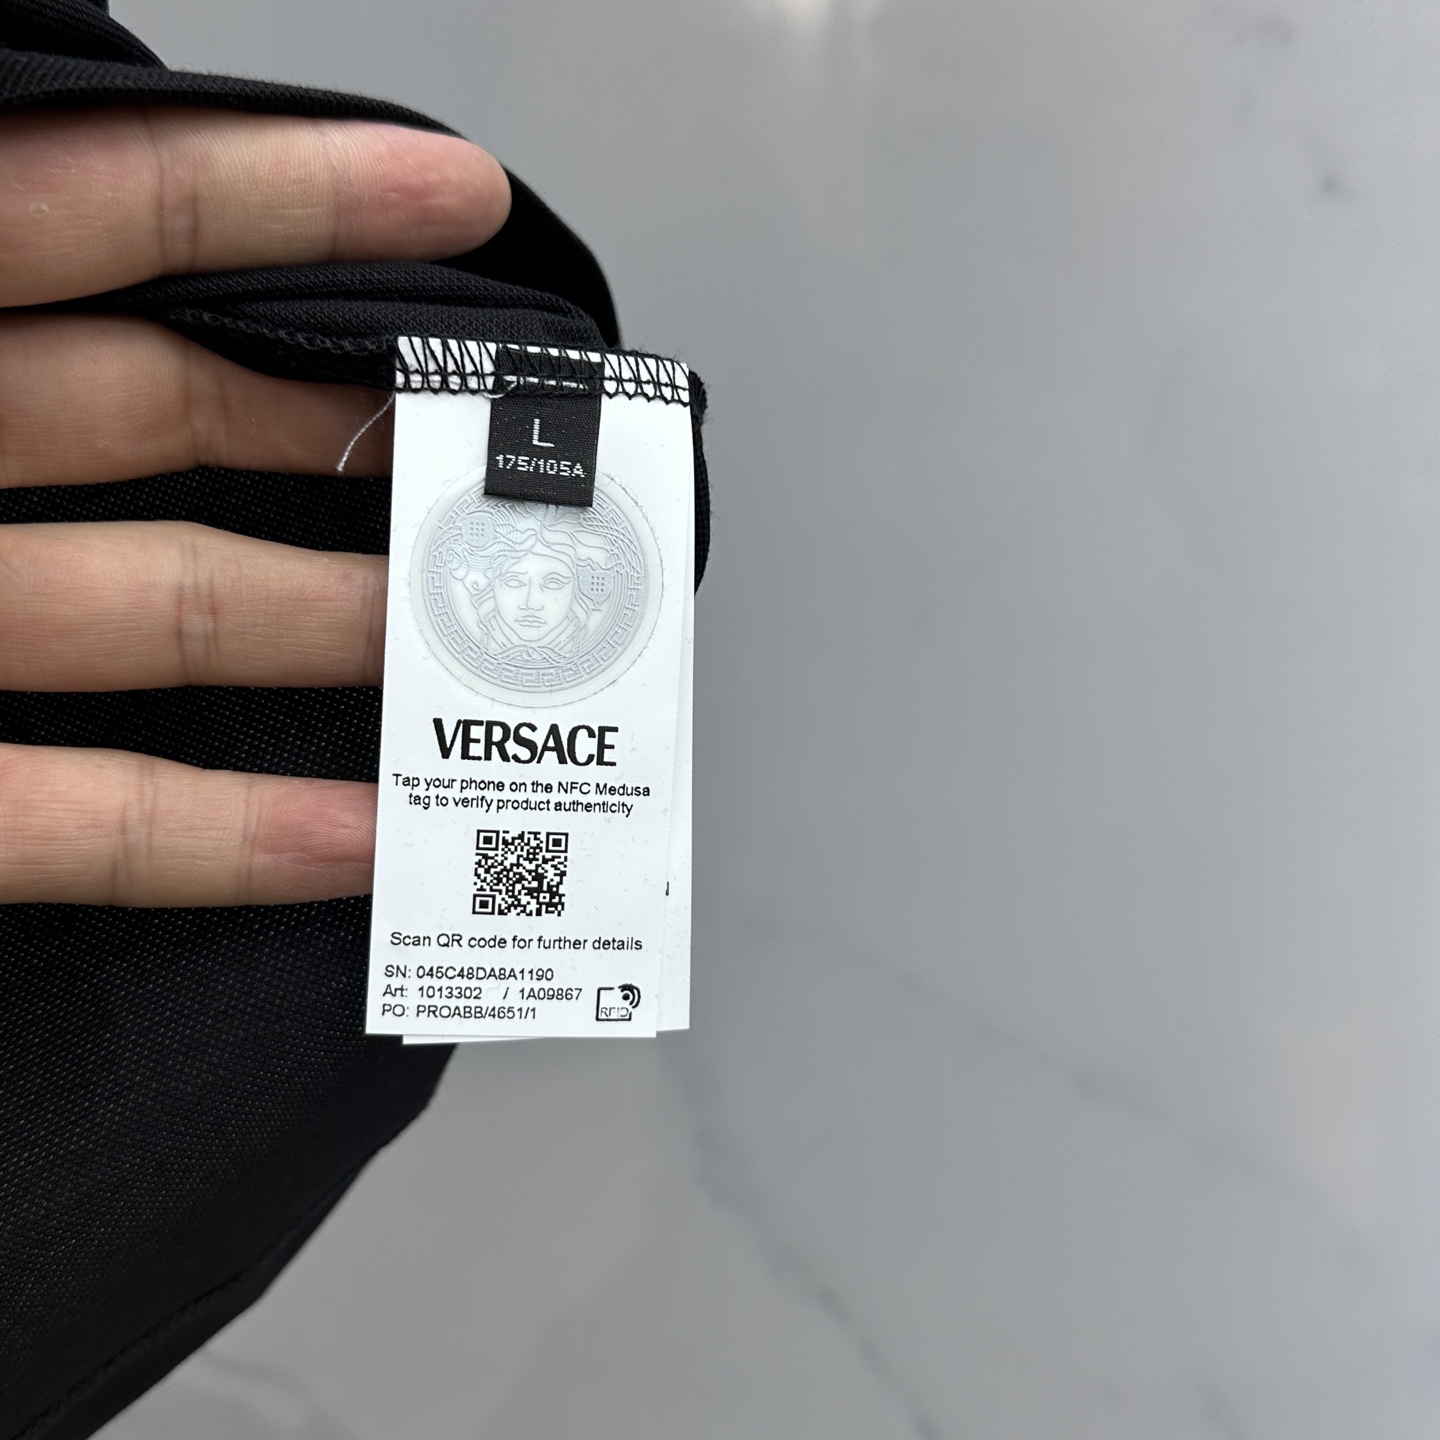 L
175/105A
VERSACE
Tap your phone on the NFC Medusa
tag to verify product authenticity
Scan QR code for further details
SN: 045C48DA8A1190
Art: 1013302 / 1A09867
PO: PROABB/4651/1
RFID